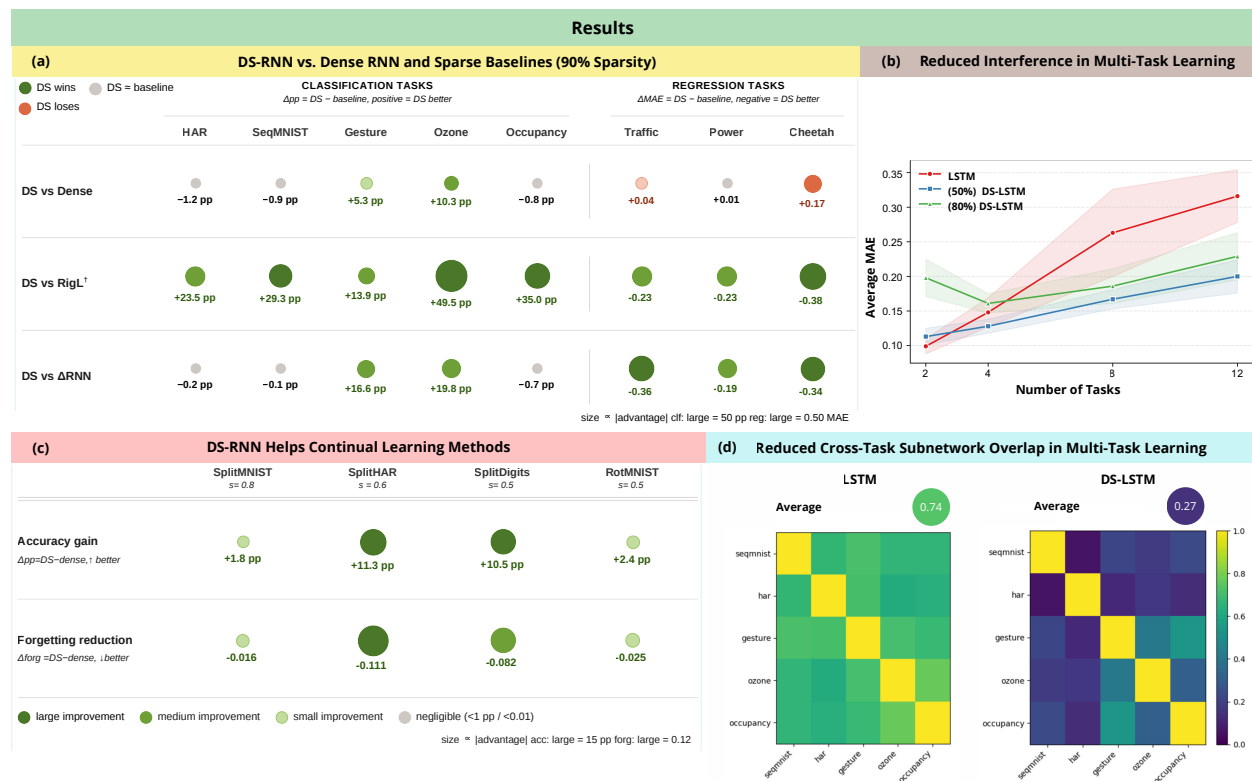 Results
(a) DS-RNN vs. Dense RNN and Sparse Baselines (90% Sparsity)
DS wins DS ≈ baseline
DS loses
CLASSIFICATION TASKS
Δpp = DS − baseline, positive = DS better
REGRESSION TASKS
ΔMAE = DS − baseline, negative = DS better
HAR SeqMNIST Gesture Ozone Occupancy Traffic Power Cheetah
DS vs Dense
−1.2 pp −0.9 pp +5.3 pp +10.3 pp −0.8 pp +0.04 +0.01 +0.17
DS vs RigL†
+23.5 pp +29.3 pp +13.9 pp +49.5 pp +35.0 pp -0.23 -0.23 -0.38
DS vs ΔRNN
−0.2 pp −0.1 pp +16.6 pp +19.8 pp −0.7 pp -0.36 -0.19 -0.34
size ∝ |advantage| clf: large = 50 pp reg: large = 0.50 MAE
(b) Reduced Interference in Multi-Task Learning
LSTM
(50%) DS-LSTM
(80%) DS-LSTM
Average MAE
0.35
0.30
0.25
0.20
0.15
0.10
2 4 8 12
Number of Tasks
(c) DS-RNN Helps Continual Learning Methods
SplitMNIST SplitHAR SplitDigits RotMNIST
s= 0.8 s= 0.6 s= 0.5 s= 0.5
Accuracy gain
Δpp=DS−dense,↑ better
+1.8 pp +11.3 pp +10.5 pp +2.4 pp
Forgetting reduction
Δforg =DS−dense, ↓better
-0.016 -0.111 -0.082 -0.025
large improvement medium improvement small improvement negligible (<1 pp / <0.01)
size ∝ |advantage| acc: large = 15 pp forg: large = 0.12
(d) Reduced Cross-Task Subnetwork Overlap in Multi-Task Learning
LSTM
Average 0.74
seqmnist
har
gesture
ozone
occupancy
seqmnist har gesture ozone occupancy
DS-LSTM
Average 0.27
seqmnist
har
gesture
ozone
occupancy
seqmnist har gesture ozone occupancy
1.0
0.8
0.6
0.4
0.2
0.0